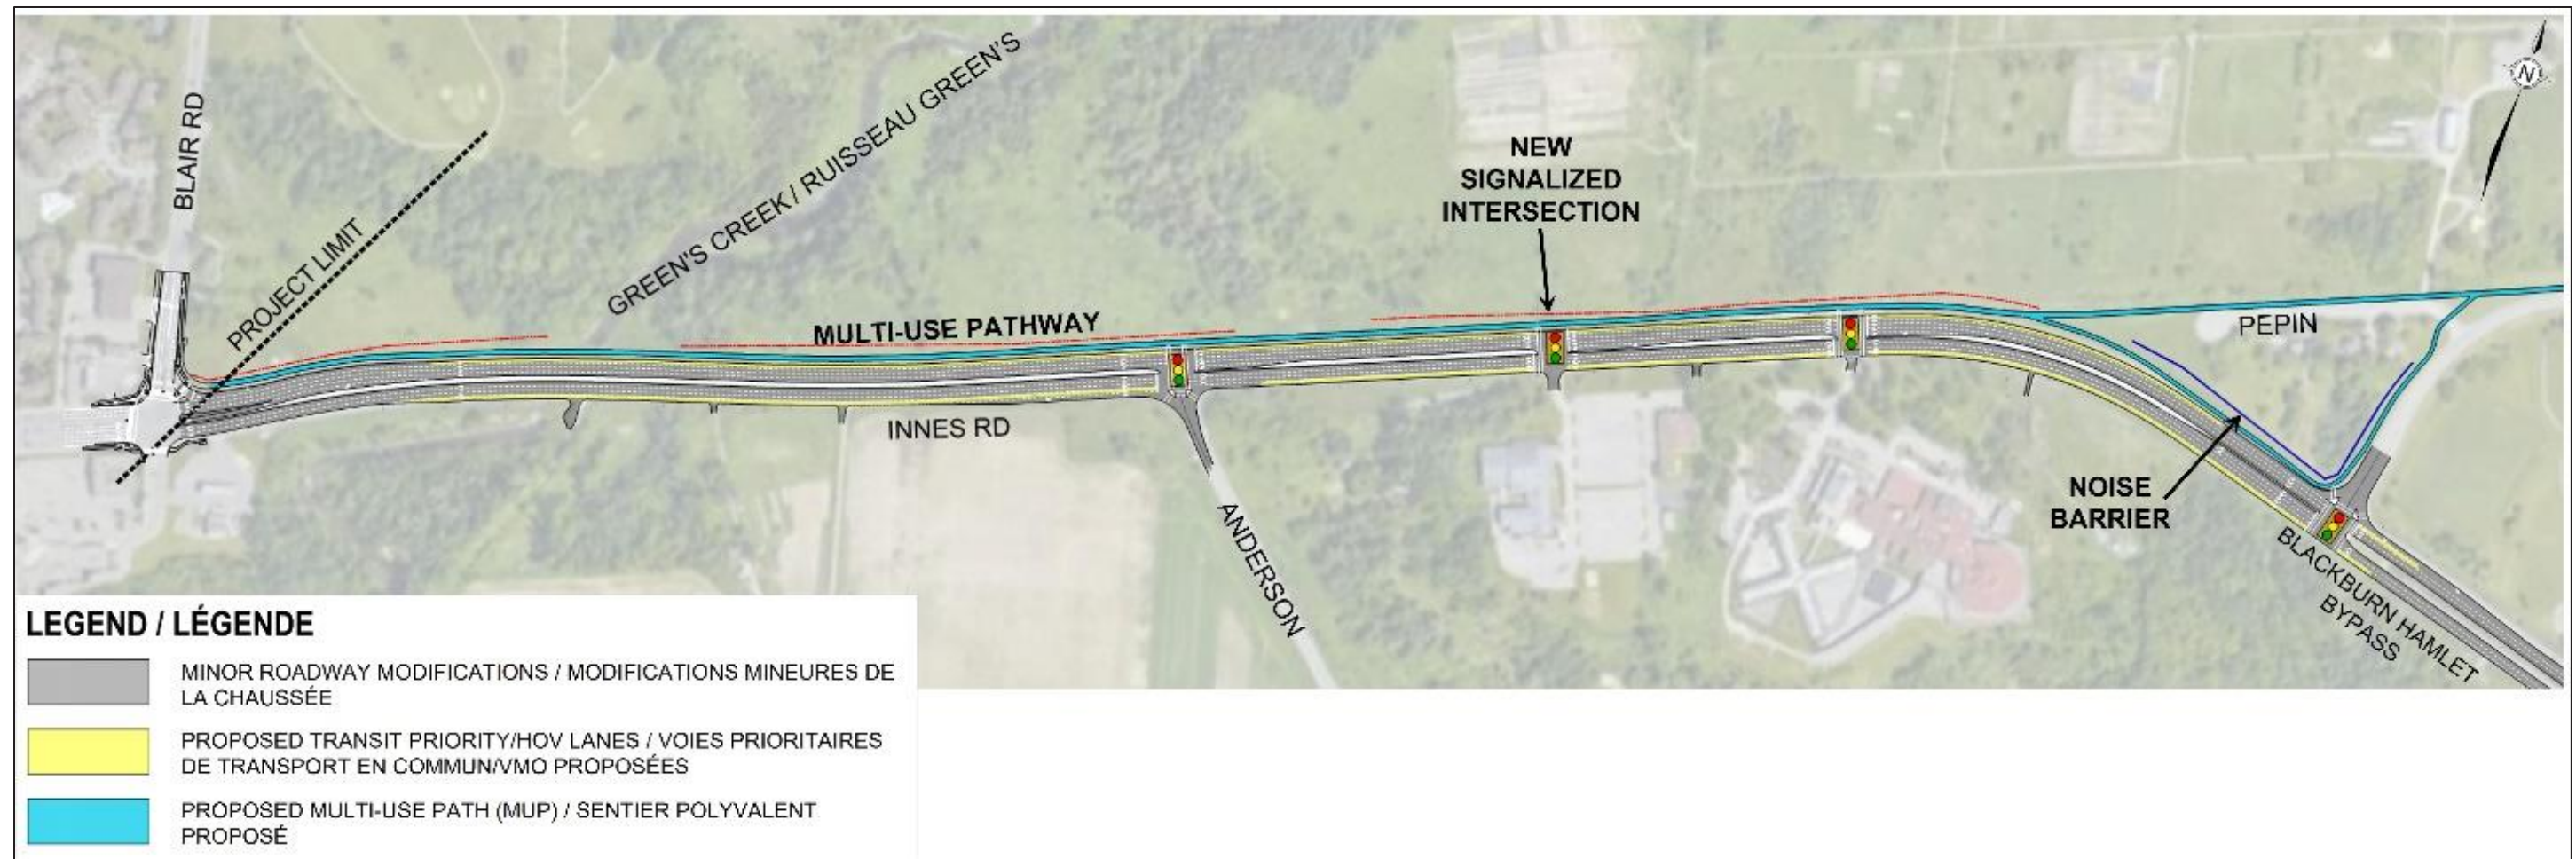 BLAIR RD
PROJECT LIMIT
GREEN'S CREEK / RUISSEAU GREEN'S
MULTI-USE PATHWAY
INNES RD
ANDERSON
NEW
SIGNALIZED
INTERSECTION
N
PEPIN
NOISE
BARRIER
BLACKBURN HAMLET
BYPASS
LEGEND / LÉGENDE
MINOR ROADWAY MODIFICATIONS / MODIFICATIONS MINEURES DE
LA CHAUSSÉE
PROPOSED TRANSIT PRIORITY/HOV LANES / VOIES PRIORITAIRES
DE TRANSPORT EN COMMUN/VMO PROPOSÉES
PROPOSED MULTI-USE PATH (MUP) / SENTIER POLYVALENT
PROPOSÉ